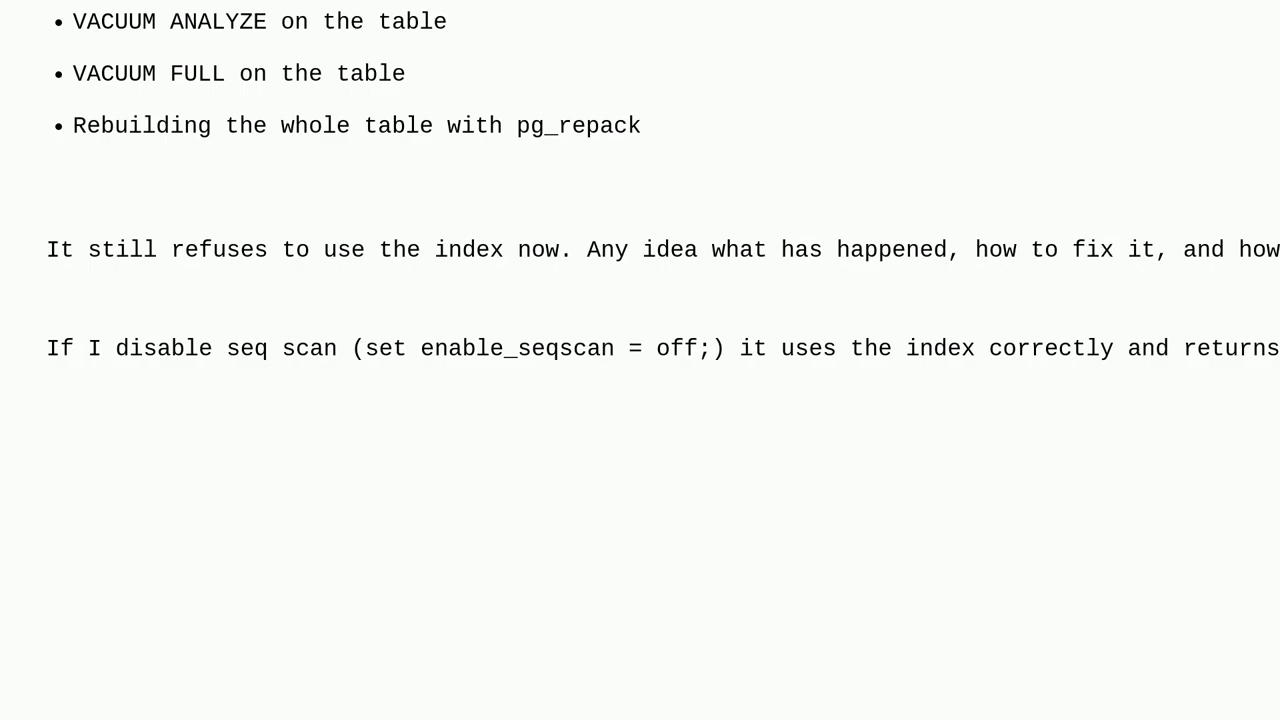 • VACUUM ANALYZE on the table
• VACUUM FULL on the table
• Rebuilding the whole table with pg_repack
It still refuses to use the index now. Any idea what has happened, how to fix it, and how
If I disable seq scan (set enable_seqscan = off;) it uses the index correctly and returns